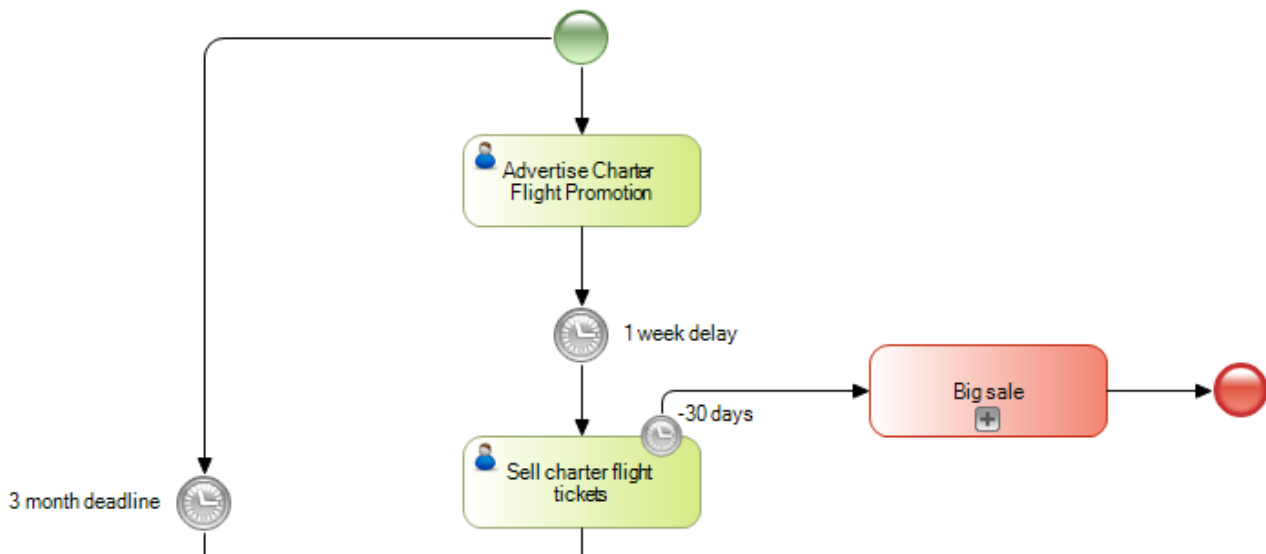 Advertise Charter
Flight Promotion
1 week delay
-30 days
Big sale
Sell charter flight
tickets
3 month deadline